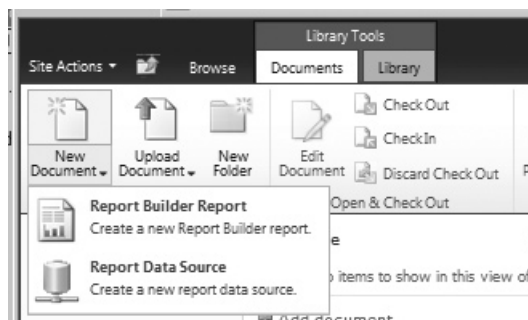 Library Tools
Site Actions Browse Documents Library
New Document
Upload Document
New Folder
Edit Document
Check Out
Check In
Discard Check Out
Open & Check Out
Report Builder Report
Create a new Report Builder report.
Report Data Source
Create a new report data source.
items to show in this view of
Add document